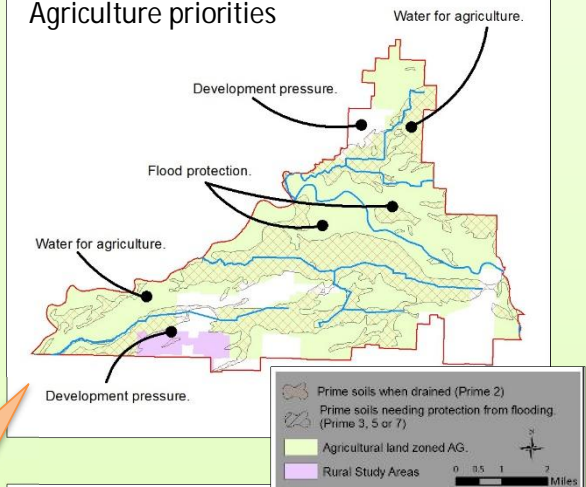 Agriculture priorities
Water for agriculture.
Development pressure.
Flood protection.
Water for agriculture.
Development pressure.
Prime soils when drained (Prime 2)
Prime soils needing protection from flooding.
(Prime 3, 5 or 7)
Agricultural land zoned AG.
Rural Study Areas
N
0 0.5 1 2
Miles